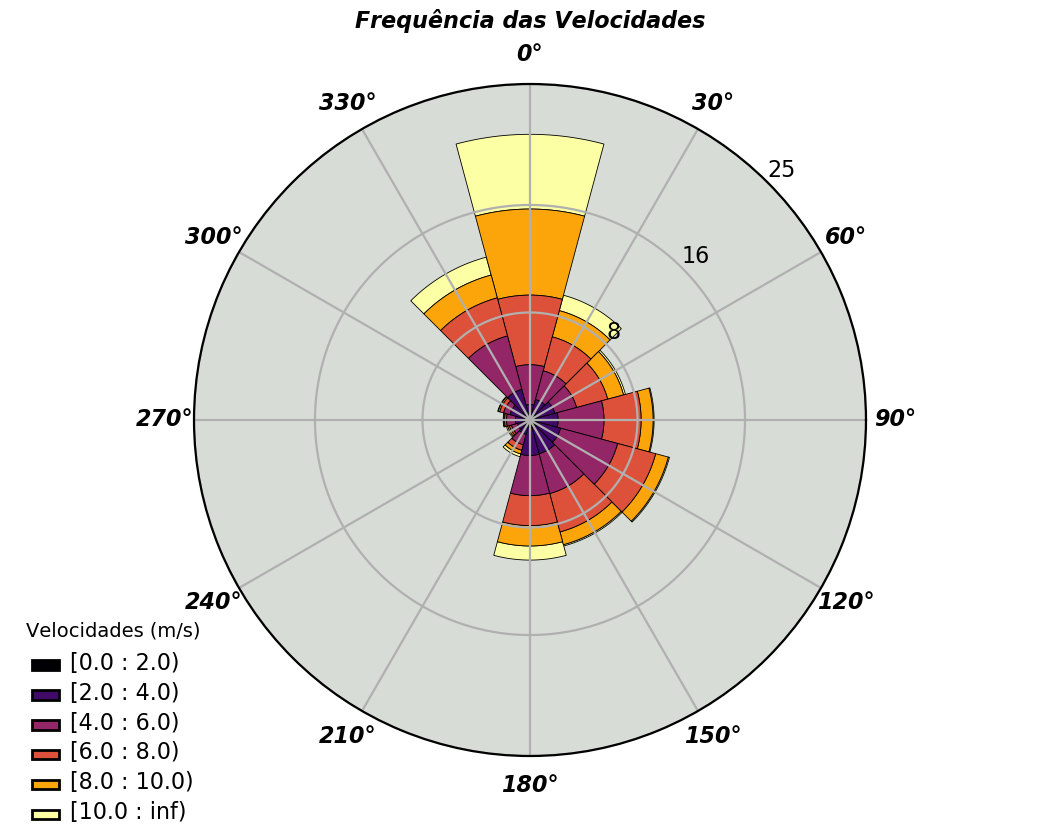 Frequência das Velocidades
0°
330°
30°
25
300°
60°
16
8
270°
90°
240°
120°
210°
150°
180°
Velocidades (m/s)
[0.0 : 2.0)
[2.0 : 4.0)
[4.0 : 6.0)
[6.0 : 8.0)
[8.0 : 10.0)
[10.0 : inf)